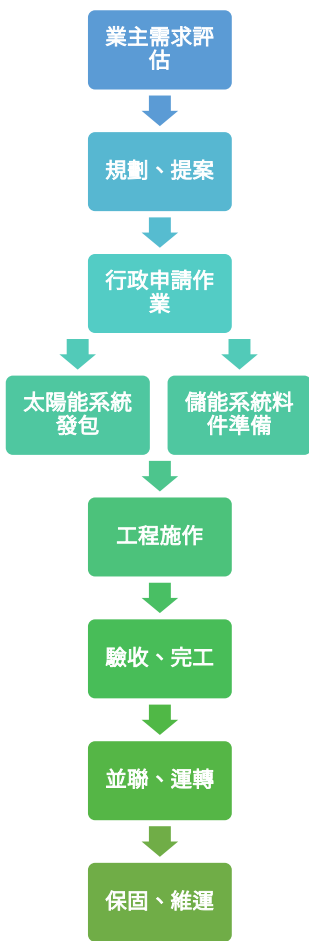 業主需求評
估
規劃、提案
行政申請作
業
太陽能系統
發包
儲能系統料
件準備
工程施作
驗收、完工
並聯、運轉
保固、維運